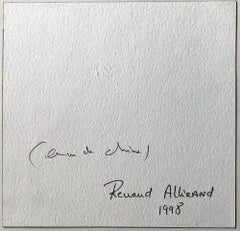 (encre de chine)
Renaud Allirand
1998